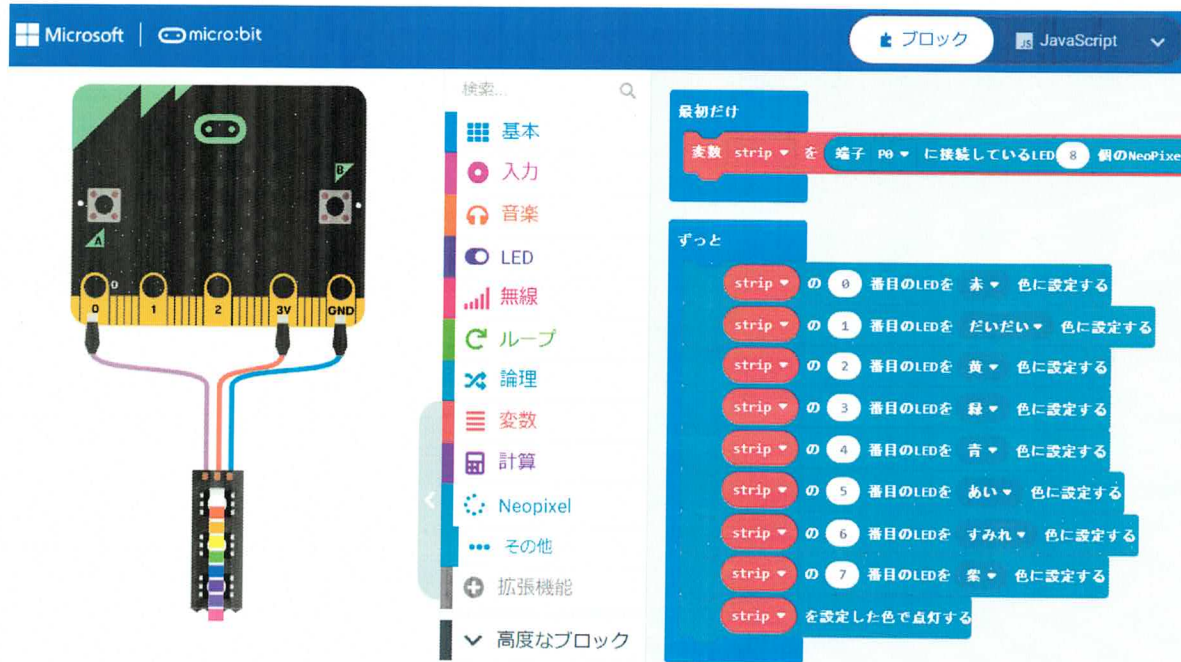 Microsoft micro:bit
ブロック
JavaScript
検索...
基本
入力
音楽
LED
無線
ループ
論理
変数
計算
Neopixel
その他
拡張機能
高度なブロック
A
B
0
0 1 2 3V GND
最初だけ
変数 strip を 端子 P0 に接続しているLED 8 個のNeoPixe
ずっと
strip の 0 番目のLEDを 赤 色に設定する
strip の 1 番目のLEDを だいだい 色に設定する
strip の 2 番目のLEDを 黄 色に設定する
strip の 3 番目のLEDを 緑 色に設定する
strip の 4 番目のLEDを 青 色に設定する
strip の 5 番目のLEDを あい 色に設定する
strip の 6 番目のLEDを すみれ 色に設定する
strip の 7 番目のLEDを 紫 色に設定する
strip を設定した色で点灯する